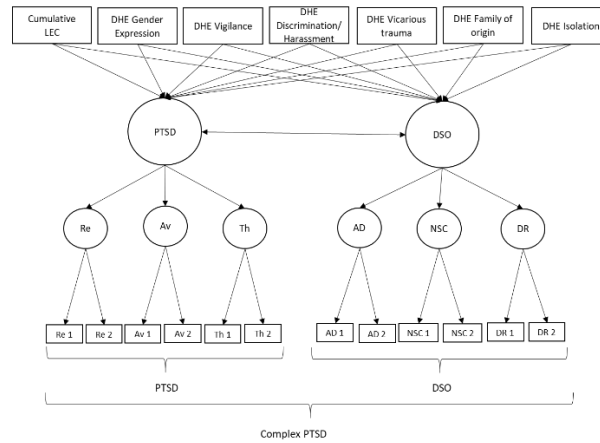 Cumulative
LEC
DHE Gender
Expression
DHE Vigilance
DHE
Discrimination/
Harassment
DHE Vicarious
trauma
DHE Family of
origin
DHE Isolation
PTSD
DSO
Re
Av
Th
AD
NSC
DR
Re 1
Re 2
Av 1
Av 2
Th 1
Th 2
AD 1
AD 2
NSC 1
NSC 2
DR 1
DR 2
PTSD
DSO
Complex PTSD